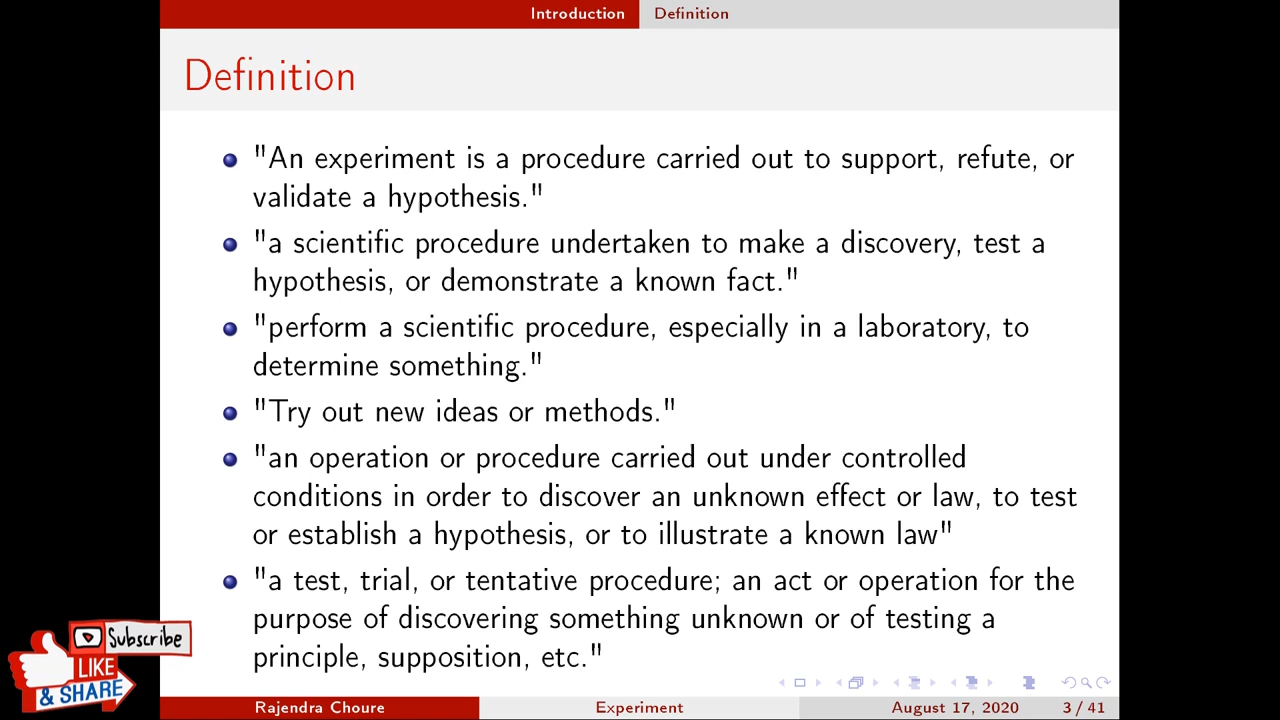 Introduction Definition
Definition
"An experiment is a procedure carried out to support, refute, or
validate a hypothesis."
"a scientific procedure undertaken to make a discovery, test a
hypothesis, or demonstrate a known fact."
"perform a scientific procedure, especially in a laboratory, to
determine something."
"Try out new ideas or methods."
"an operation or procedure carried out under controlled
conditions in order to discover an unknown effect or law, to test
or establish a hypothesis, or to illustrate a known law"
"a test, trial, or tentative procedure; an act or operation for the
purpose of discovering something unknown or of testing a
principle, supposition, etc."
Subscribe
LIKE
& SHARE
Rajendra Choure Experiment August 17, 2020 3 / 41